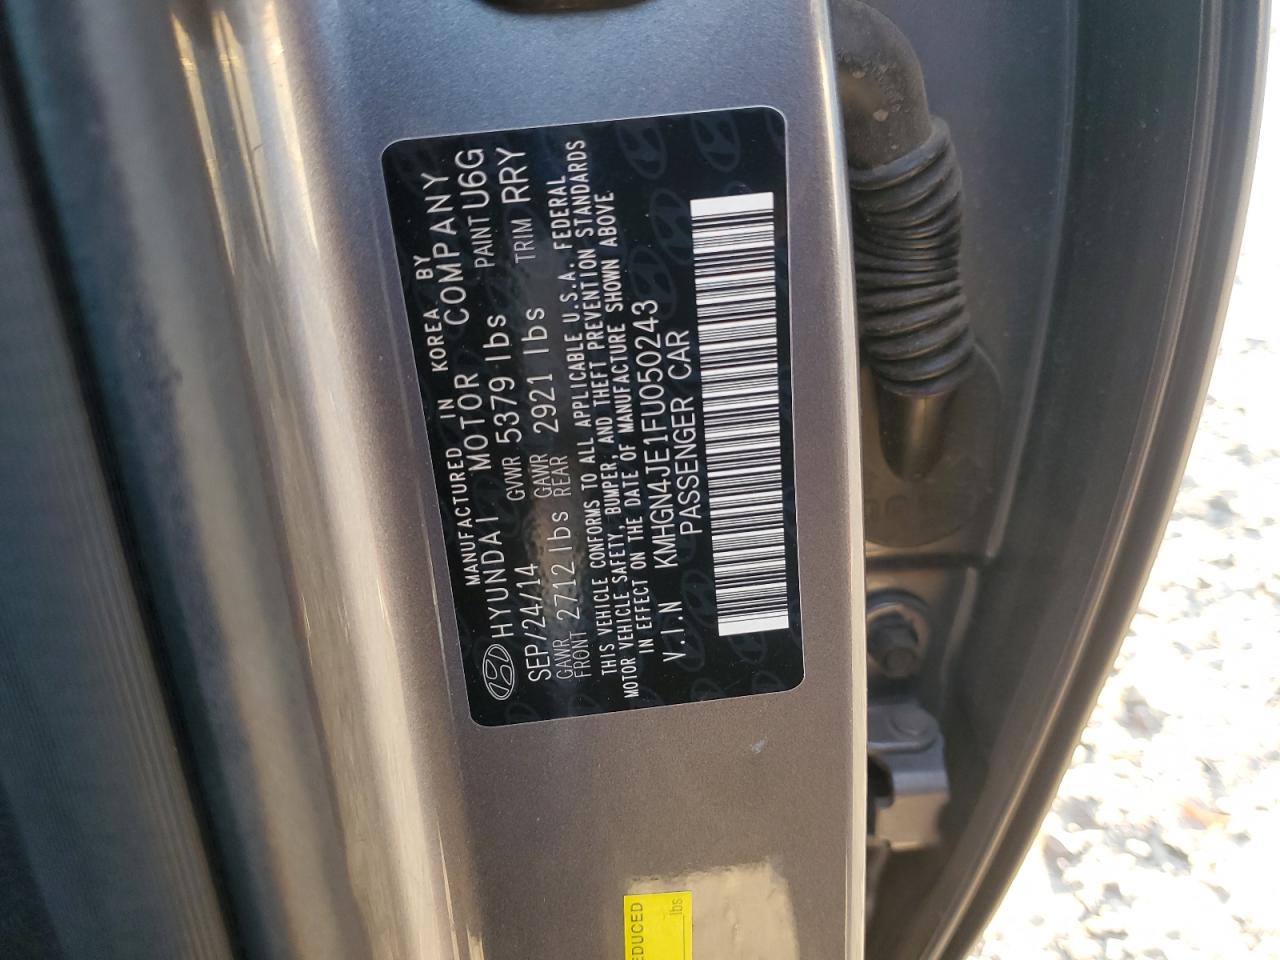 MANUFACTURED IN KOREA BY
HYUNDAI MOTOR COMPANY
SEP/24/14 GVWR 5379 lbs PAINT U6G
GAWR FRONT 2712 lbs GAWR REAR 2921 lbs TRIM RRY
THIS VEHICLE CONFORMS TO ALL APPLICABLE U.S.A. FEDERAL
MOTOR VEHICLE SAFETY, BUMPER, AND THEFT PREVENTION STANDARDS
IN EFFECT ON THE DATE OF MANUFACTURE SHOWN ABOVE.
V.I.N KMHGN4JE1FU050243
PASSENGER CAR
EDUCED
lbs